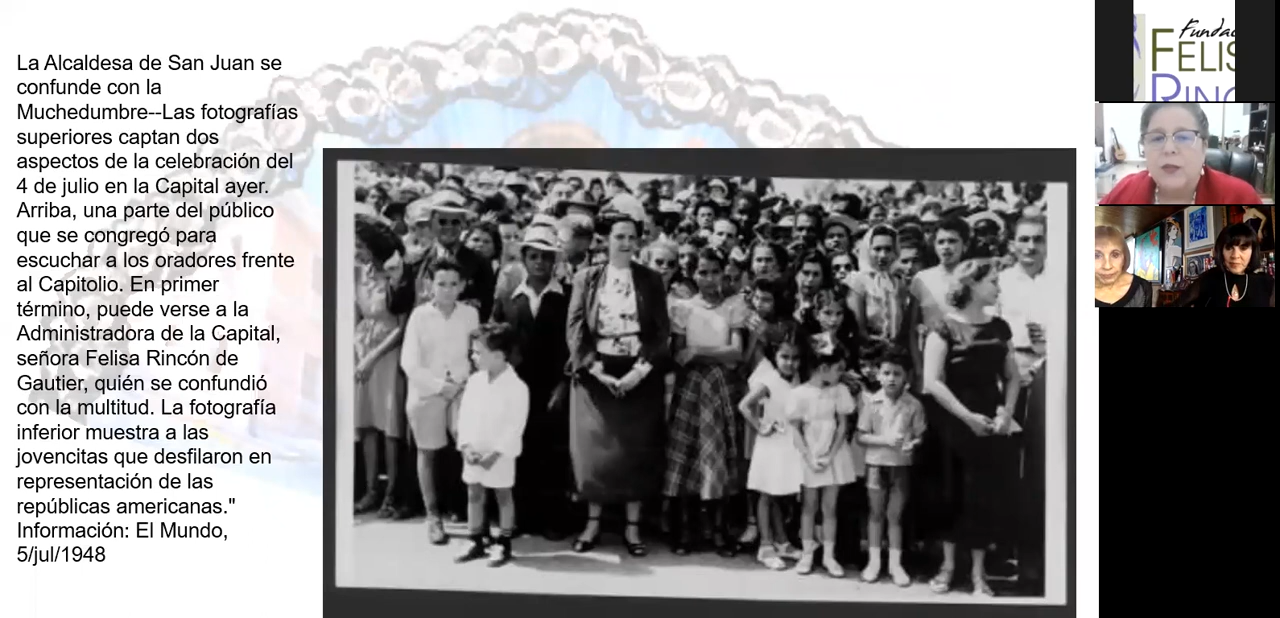 La Alcaldesa de San Juan se
confunde con la
Muchedumbre--Las fotografías
superiores captan dos
aspectos de la celebración del
4 de julio en la Capital ayer.
Arriba, una parte del público
que se congregó para
escuchar a los oradores frente
al Capitolio. En primer
término, puede verse a la
Administradora de la Capital,
señora Felisa Rincón de
Gautier, quién se confundió
con la multitud. La fotografía
inferior muestra a las
jovencitas que desfilaron en
representación de las
repúblicas americanas."
Información: El Mundo,
5/jul/1948